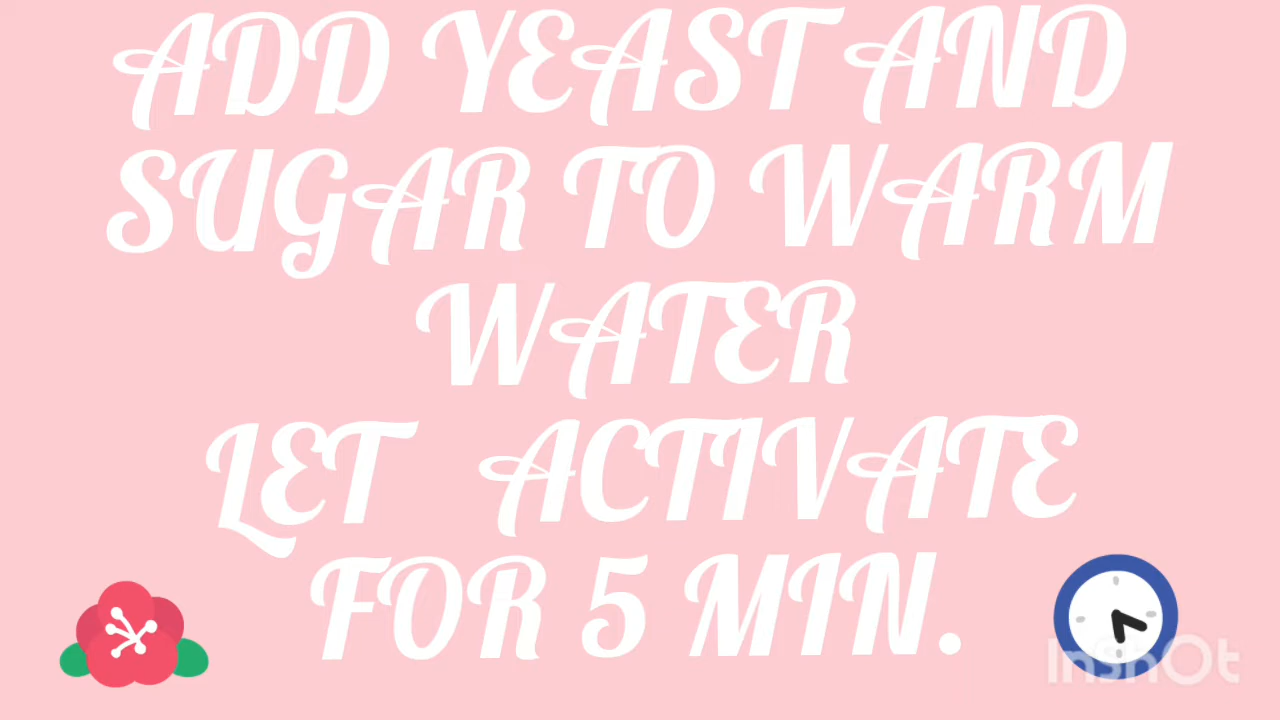 ADD YEAST AND
SUGAR TO WARM
WATER
LET ACTIVATE
FOR 5 MIN.
InShOt